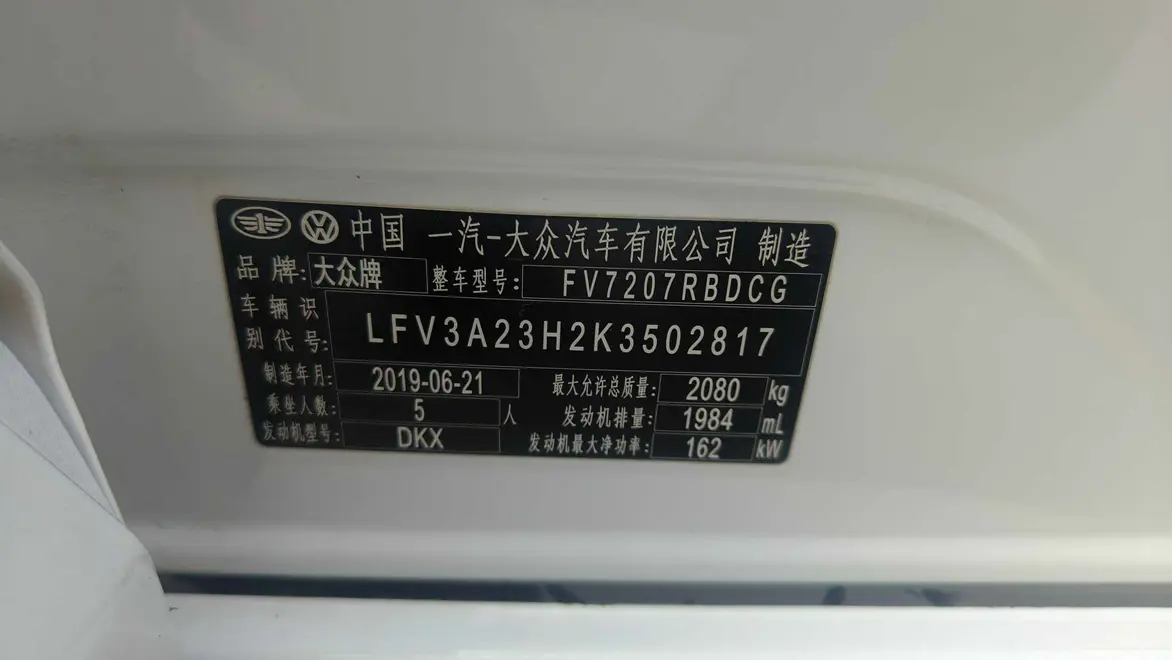 中国 一汽-大众汽车有限公司 制造
品牌: 大众牌 整车型号: FV7207RBDCG
车辆识别代号: LFV3A23H2K3502817
制造年月: 2019-06-21 最大允许总质量: 2080 kg
乘坐人数: 5 人 发动机排量: 1984 mL
发动机型号: DKX 发动机最大净功率: 162 kW